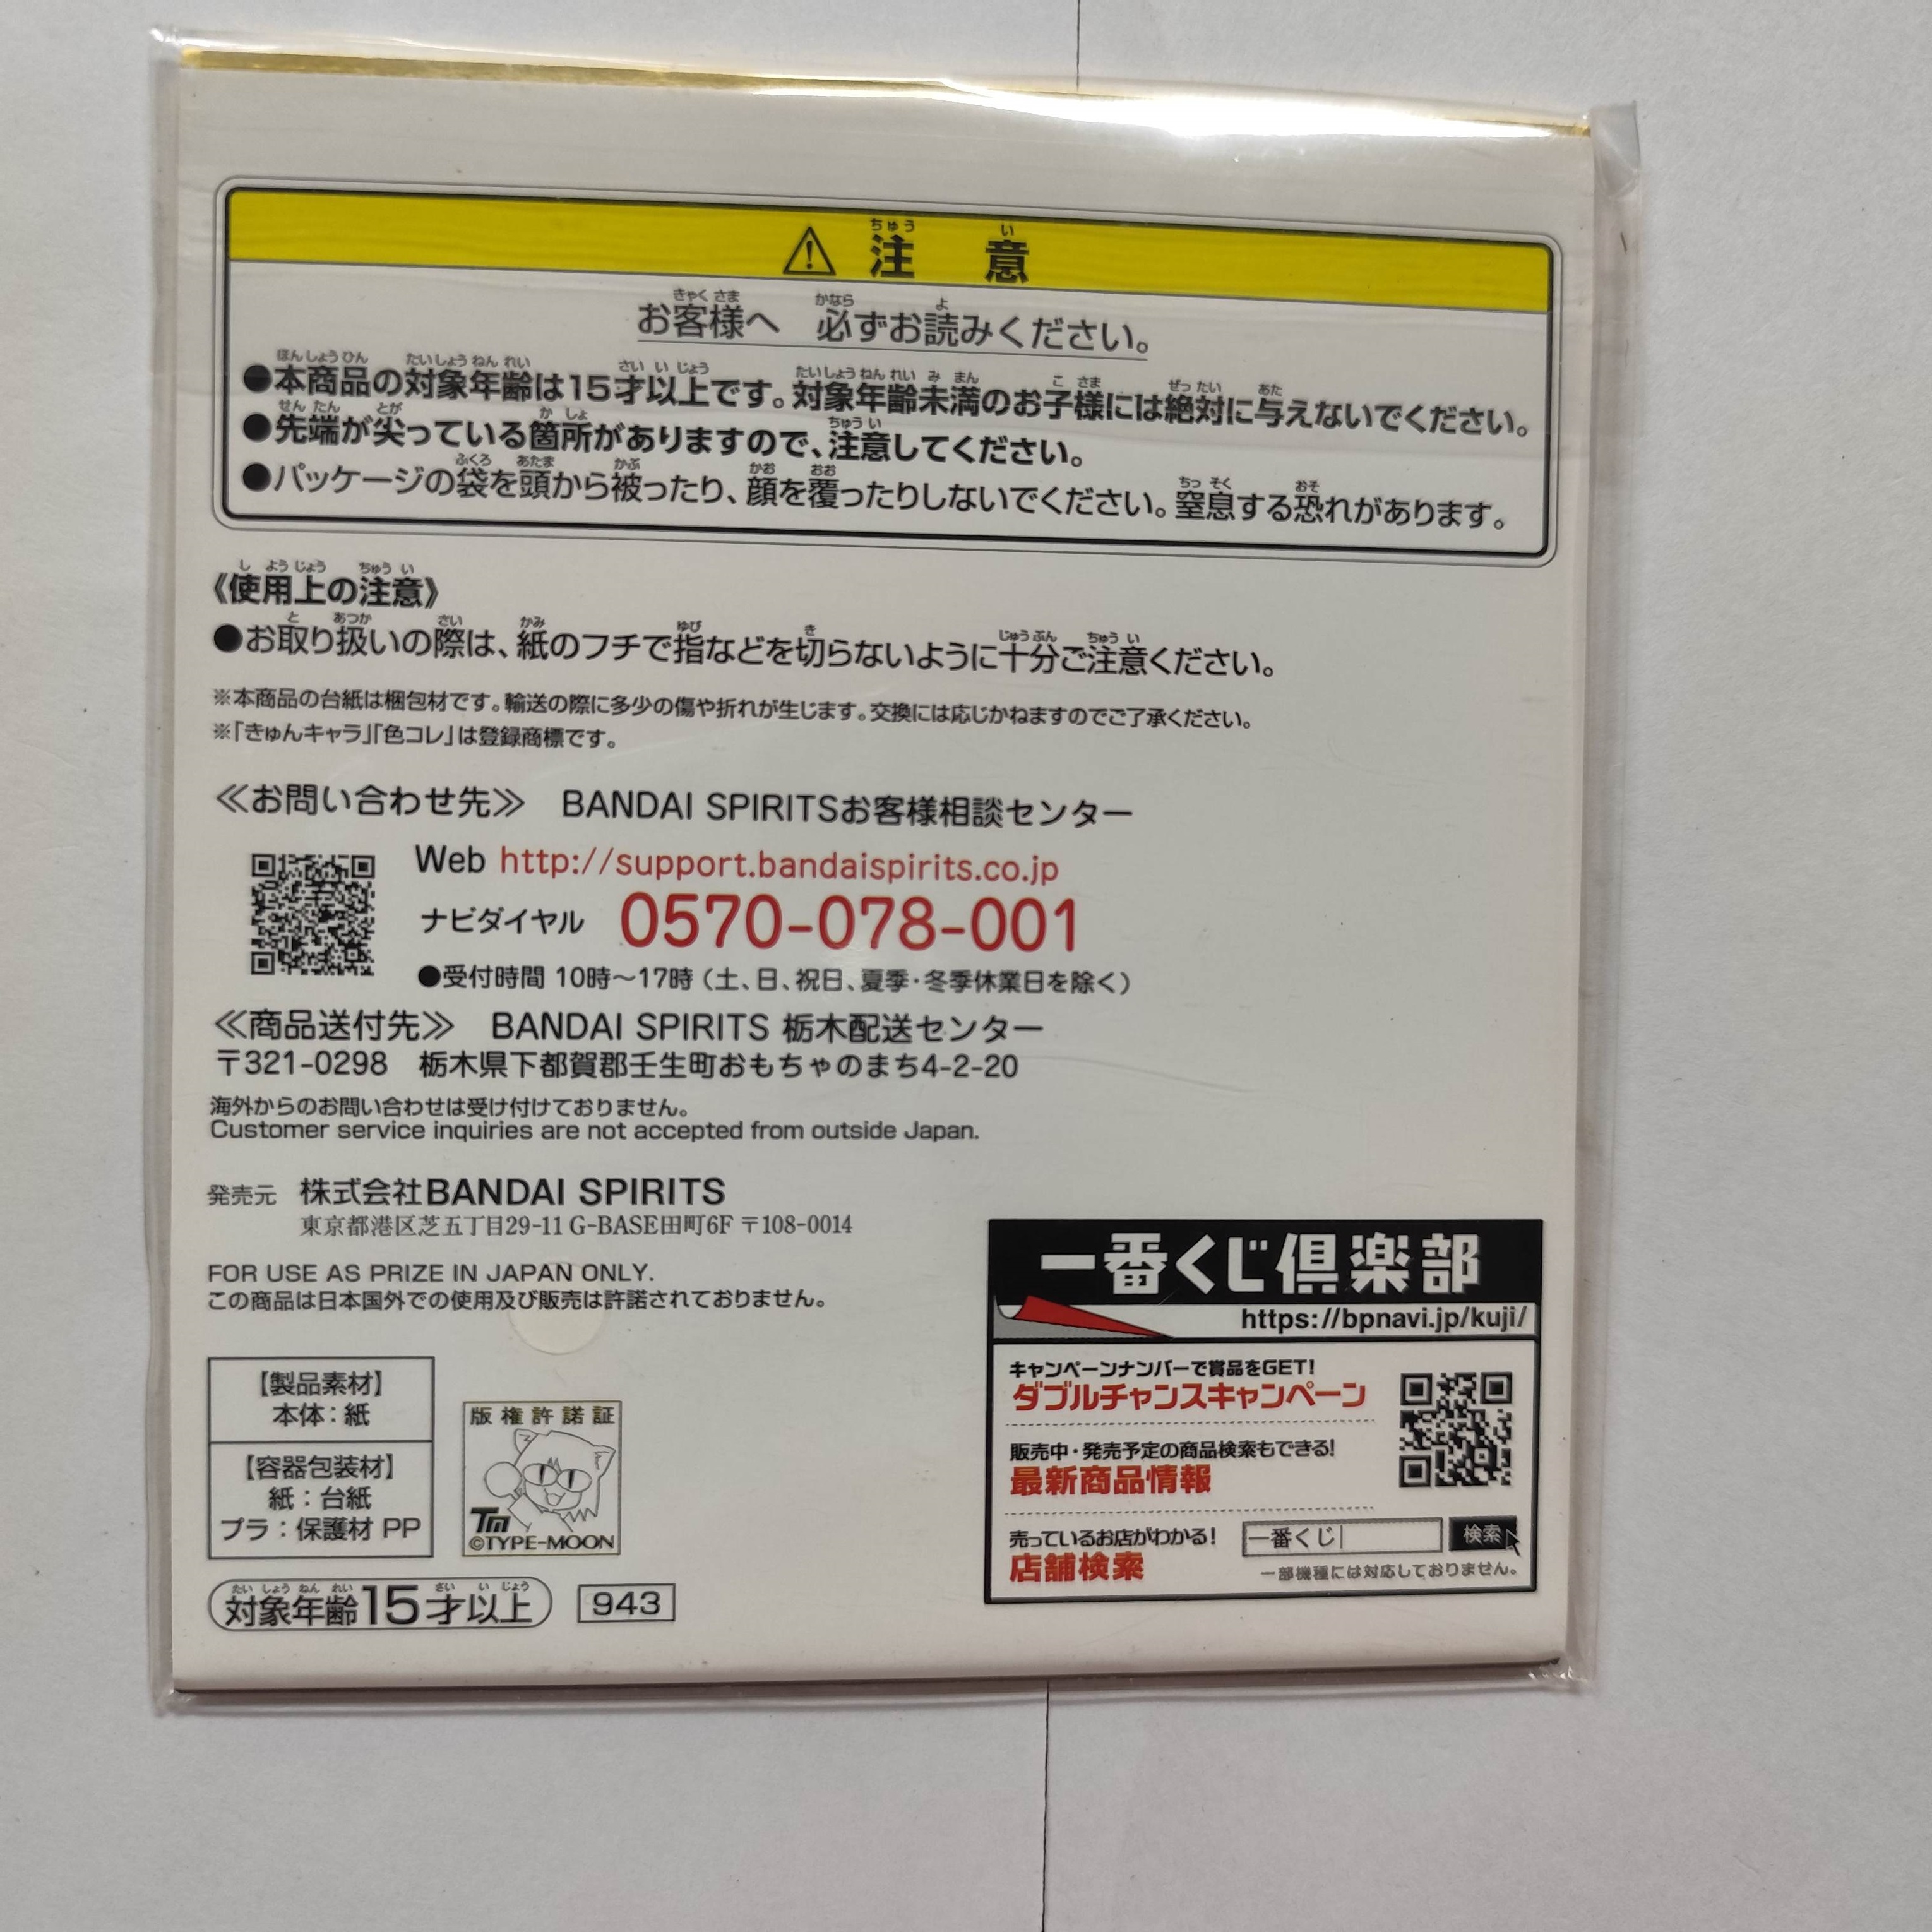 ⚠ 注意
お客様へ 必ずお読みください。
●本商品の対象年齢は15才以上です。対象年齢未満のお子様には絶対に与えないでください。
●先端が尖っている箇所がありますので、注意してください。
●パッケージの袋を頭から被ったり、顔を覆ったりしないでください。窒息する恐れがあります。
《使用上の注意》
●お取り扱いの際は、紙のフチで指などを切らないように十分ご注意ください。
※本商品の台紙は梱包材です。輸送の際に多少の傷や折れが生じます。交換には応じかねますのでご了承ください。
※「きゅんキャラ」「色コレ」は登録商標です。
≪お問い合わせ先≫ BANDAI SPIRITSお客様相談センター
Web http://support.bandaispirits.co.jp
ナビダイヤル 0570-078-001
●受付時間 10時～17時(土、日、祝日、夏季・冬季休業日を除く)
≪商品送付先≫ BANDAI SPIRITS 栃木配送センター
〒321-0298 栃木県下都賀郡壬生町おもちゃのまち4-2-20
海外からのお問い合わせは受け付けておりません。
Customer service inquiries are not accepted from outside Japan.
発売元 株式会社BANDAI SPIRITS
東京都港区芝五丁目29-11 G-BASE田町6F 〒108-0014
FOR USE AS PRIZE IN JAPAN ONLY.
この商品は日本国外での使用及び販売は許諾されておりません。
【製品素材】
本体：紙
【容器包装材】
紙：台紙
プラ：保護材 PP
版権許諾証
TM
©TYPE-MOON
対象年齢15才以上
943
一番くじ倶楽部
https://bpnavi.jp/kuji/
キャンペーンナンバーで賞品をGET!
ダブルチャンスキャンペーン
販売中・発売予定の商品検索もできる!
最新商品情報
売っているお店がわかる!
店舗検索
一番くじ 検索
一部機種には対応しておりません。